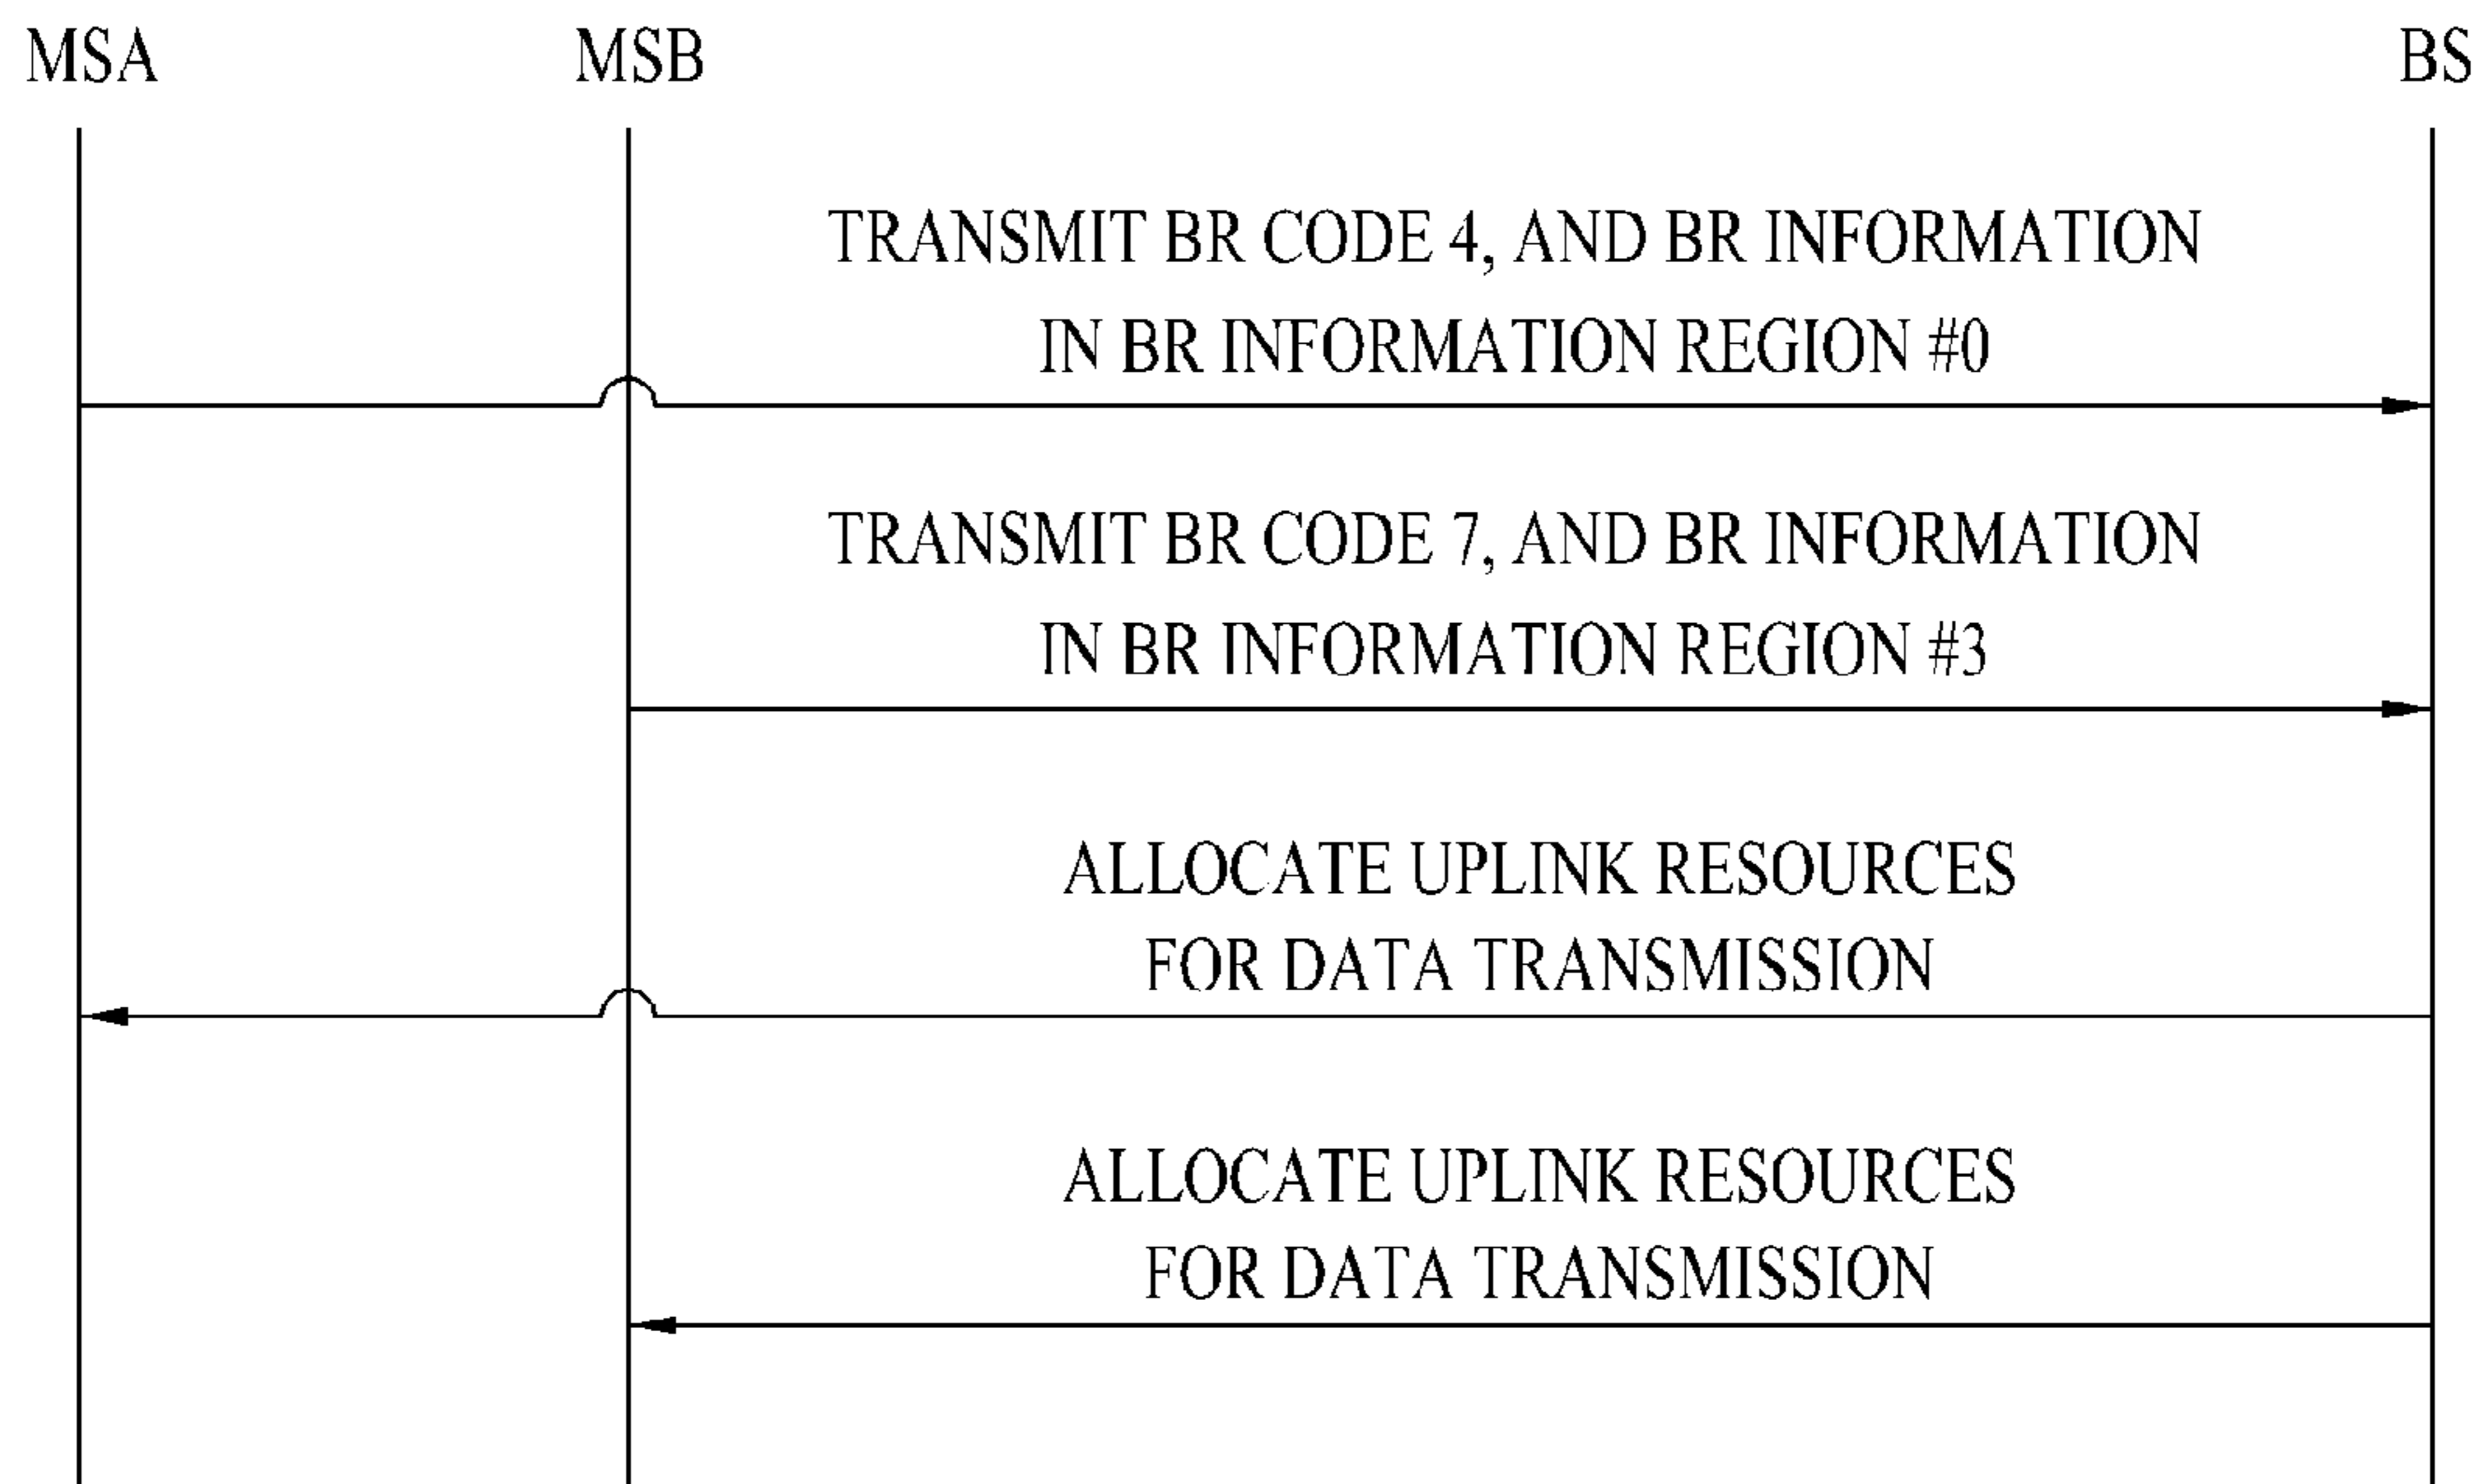 MSA MSB BS
TRANSMIT BR CODE 4, AND BR INFORMATION
IN BR INFORMATION REGION #0
TRANSMIT BR CODE 7, AND BR INFORMATION
IN BR INFORMATION REGION #3
ALLOCATE UPLINK RESOURCES
FOR DATA TRANSMISSION
ALLOCATE UPLINK RESOURCES
FOR DATA TRANSMISSION